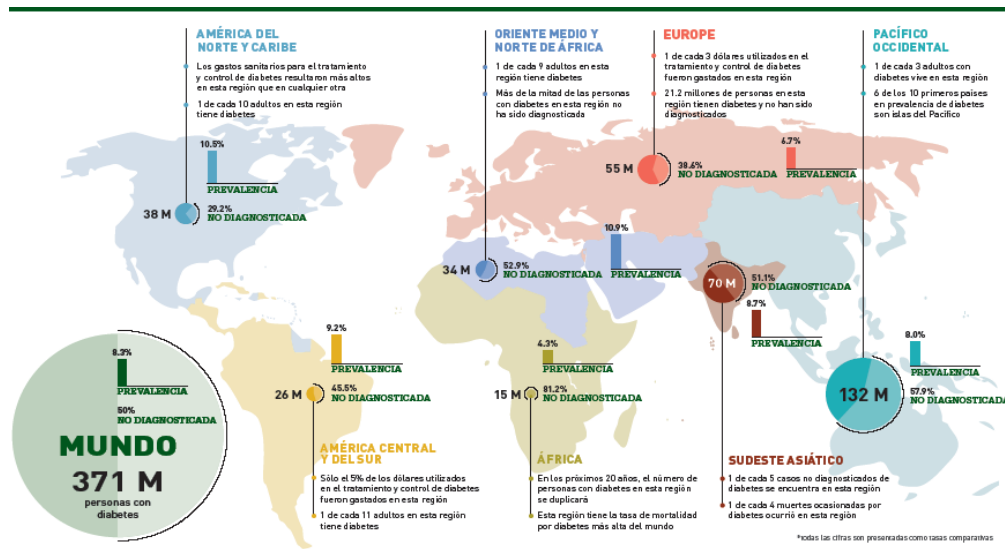 AMÉRICA DEL
NORTE Y CARIBE
Los gastos sanitarios para el tratamiento
y control de diabetes resultaron más altos
en esta región que en cualquier otra
1 de cada 10 adultos en esta región
tiene diabetes
10.5%
PREVALENCIA
38 M
29.2%
NO DIAGNOSTICADA
ORIENTE MEDIO Y
NORTE DE ÁFRICA
1 de cada 9 adultos en esta
región tiene diabetes
Más de la mitad de las personas
con diabetes en esta región no
ha sido diagnosticada
10.9%
PREVALENCIA
34 M
52.9%
NO DIAGNOSTICADA
EUROPE
1 de cada 3 dólares utilizados en el
tratamiento y control de diabetes
fueron gastados en esta región
21.2 millones de personas en esta
región tienen diabetes y no han sido
diagnosticados
6.7%
PREVALENCIA
55 M
38.6%
NO DIAGNOSTICADA
PACÍFICO
OCCIDENTAL
1 de cada 3 adultos con
diabetes vive en esta región
6 de los 10 primeros países
en prevalencia de diabetes
son islas del Pacífico
8.0%
PREVALENCIA
132 M
57.9%
NO DIAGNOSTICADA
70 M
51.1%
NO DIAGNOSTICADA
8.7%
PREVALENCIA
SUDESTE ASIÁTICO
1 de cada 5 casos no diagnosticados de
diabetes se encuentra en esta región
1 de cada 4 muertes ocasionadas por
diabetes ocurrió en esta región
9.2%
PREVALENCIA
26 M
45.5%
NO DIAGNOSTICADA
AMÉRICA CENTRAL
Y DEL SUR
Sólo el 5% de los dólares utilizados
en el tratamiento y control de diabetes
fueron gastados en esta región
1 de cada 11 adultos en esta región
tiene diabetes
4.3%
PREVALENCIA
15 M
81.2%
NO DIAGNOSTICADA
ÁFRICA
En los próximos 20 años, el número de
personas con diabetes en esta región
se duplicará
Esta región tiene la tasa de mortalidad
por diabetes más alta del mundo
8.3%
PREVALENCIA
50%
NO DIAGNOSTICADA
MUNDO
371 M
personas con
diabetes
*todas las cifras son presentadas como tasas comparativas